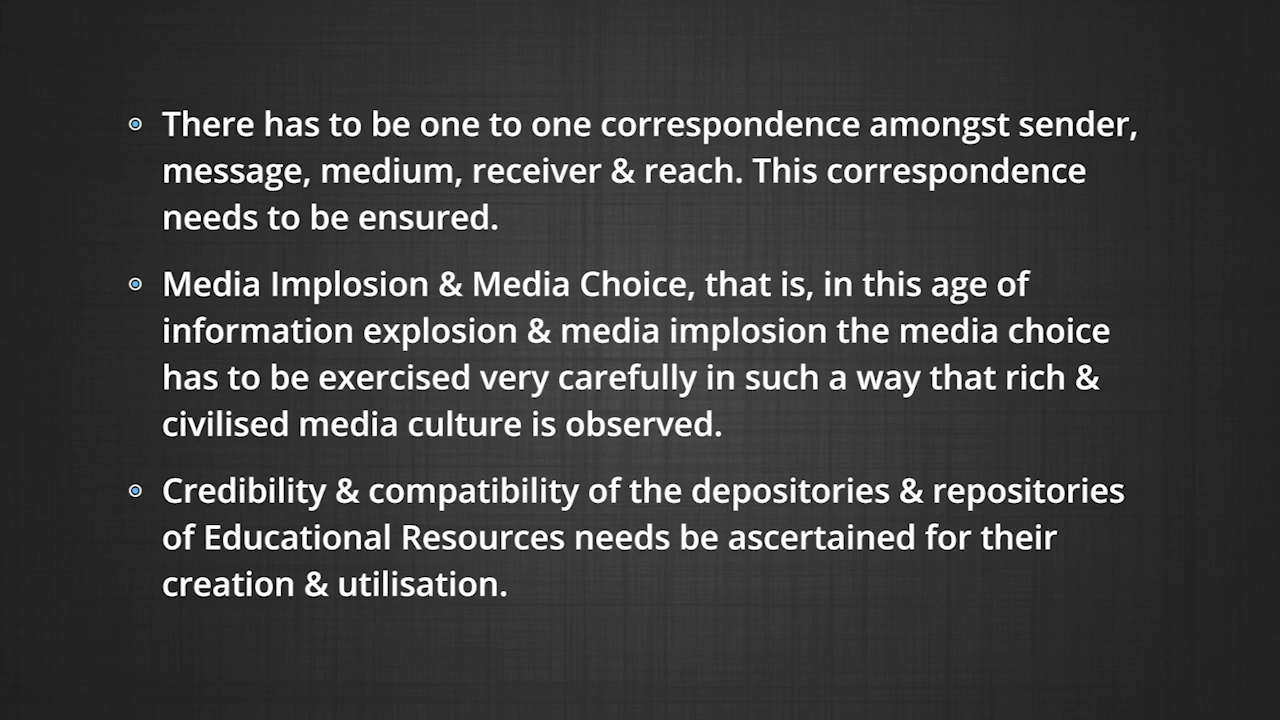 There has to be one to one correspondence amongst sender,
message, medium, receiver & reach. This correspondence
needs to be ensured.
Media Implosion & Media Choice, that is, in this age of
information explosion & media implosion the media choice
has to be exercised very carefully in such a way that rich &
civilised media culture is observed.
Credibility & compatibility of the depositories & repositories
of Educational Resources needs be ascertained for their
creation & utilisation.